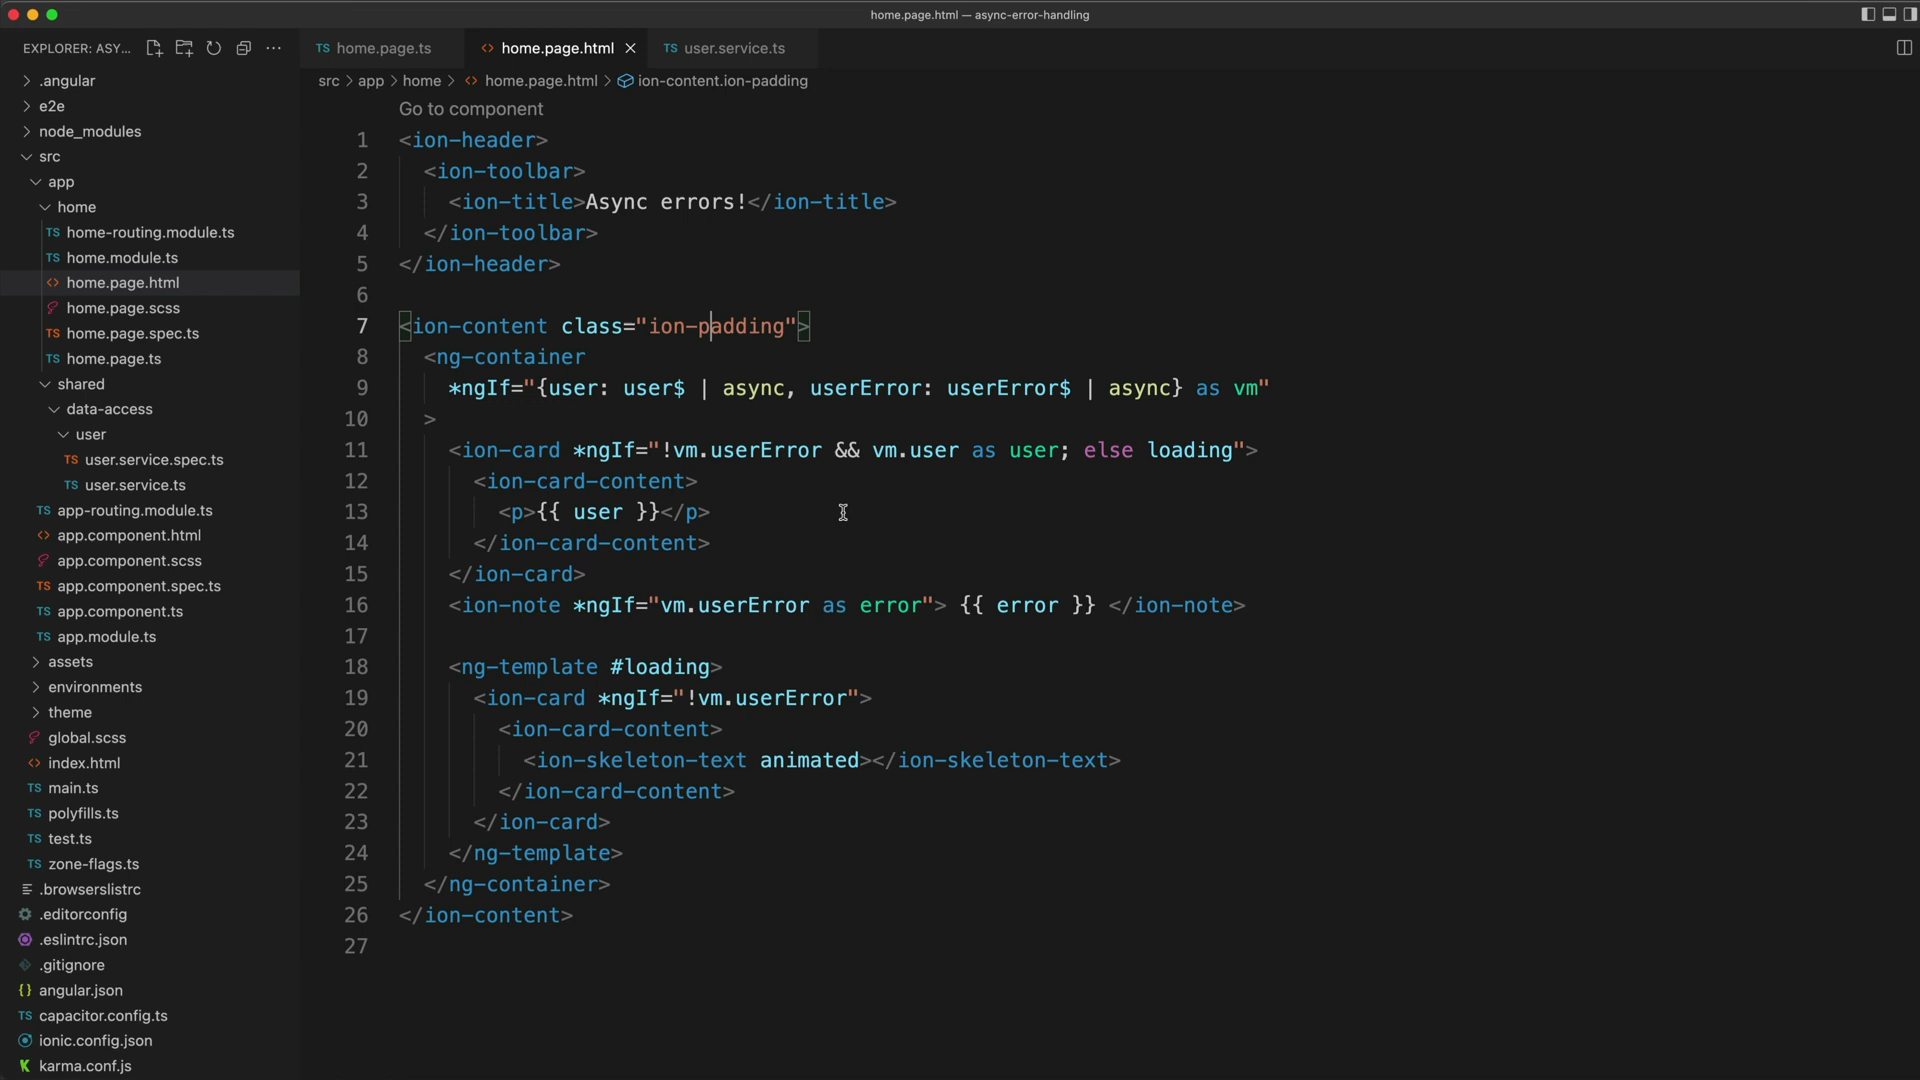 home.page.html — async-error-handling
EXPLORER: ASY...
TS home.page.ts
<> home.page.html
TS user.service.ts
src > app > home > <> home.page.html > ion-content.ion-padding
.angular
e2e
node_modules
src
app
home
TS home-routing.module.ts
TS home.module.ts
<> home.page.html
home.page.scss
TS home.page.spec.ts
TS home.page.ts
shared
data-access
user
TS user.service.spec.ts
TS user.service.ts
TS app-routing.module.ts
<> app.component.html
app.component.scss
TS app.component.spec.ts
TS app.component.ts
TS app.module.ts
assets
environments
theme
global.scss
<> index.html
TS main.ts
TS polyfills.ts
TS test.ts
TS zone-flags.ts
.browserslistrc
.editorconfig
.eslintrc.json
.gitignore
{} angular.json
TS capacitor.config.ts
ionic.config.json
karma.conf.js
Go to component
1 <ion-header>
2 <ion-toolbar>
3 <ion-title>Async errors!</ion-title>
4 </ion-toolbar>
5 </ion-header>
6
7 <ion-content class="ion-padding">
8 <ng-container
9 *ngIf="{user: user$ | async, userError: userError$ | async} as vm"
10 >
11 <ion-card *ngIf="!vm.userError && vm.user as user; else loading">
12 <ion-card-content>
13 <p>{{ user }}</p>
14 </ion-card-content>
15 </ion-card>
16 <ion-note *ngIf="vm.userError as error"> {{ error }} </ion-note>
17
18 <ng-template #loading>
19 <ion-card *ngIf="!vm.userError">
20 <ion-card-content>
21 <ion-skeleton-text animated></ion-skeleton-text>
22 </ion-card-content>
23 </ion-card>
24 </ng-template>
25 </ng-container>
26 </ion-content>
27